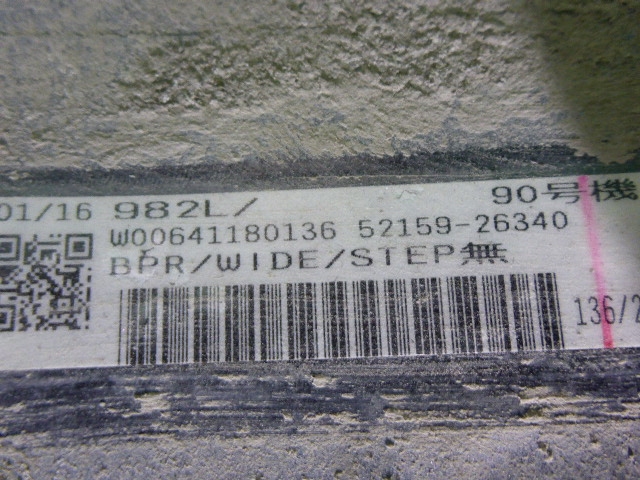 01/16 982L/ 90号機
W00641180136 52159-26340
BPR/WIDE/STEP無
136/2